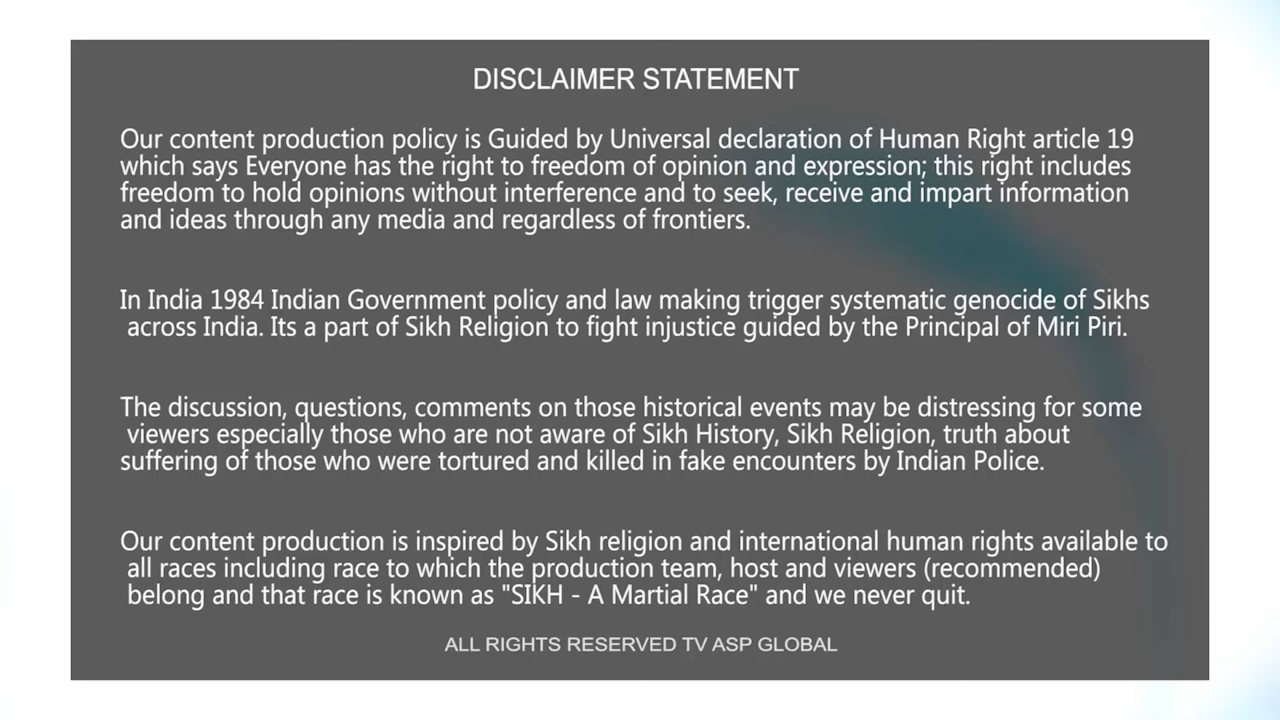 DISCLAIMER STATEMENT
Our content production policy is Guided by Universal declaration of Human Right article 19
which says Everyone has the right to freedom of opinion and expression; this right includes
freedom to hold opinions without interference and to seek, receive and impart information
and ideas through any media and regardless of frontiers.
In India 1984 Indian Government policy and law making trigger systematic genocide of Sikhs
across India. Its a part of Sikh Religion to fight injustice guided by the Principal of Miri Piri.
The discussion, questions, comments on those historical events may be distressing for some
viewers especially those who are not aware of Sikh History, Sikh Religion, truth about
suffering of those who were tortured and killed in fake encounters by Indian Police.
Our content production is inspired by Sikh religion and international human rights available to
all races including race to which the production team, host and viewers (recommended)
belong and that race is known as "SIKH - A Martial Race" and we never quit.
ALL RIGHTS RESERVED TV ASP GLOBAL